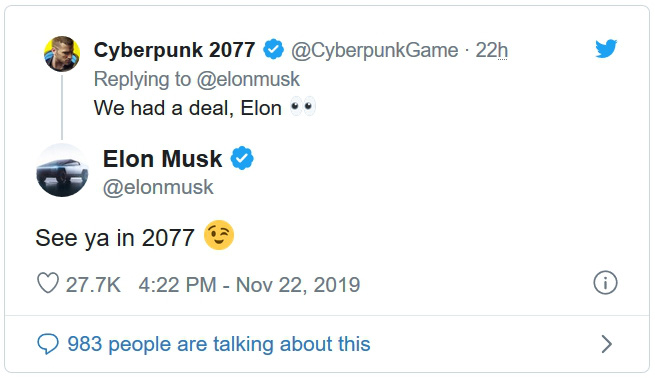 Cyberpunk 2077 @CyberpunkGame · 22h
Replying to @elonmusk
We had a deal, Elon 👀
Elon Musk
@elonmusk
See ya in 2077 😉
27.7K 4:22 PM - Nov 22, 2019
983 people are talking about this